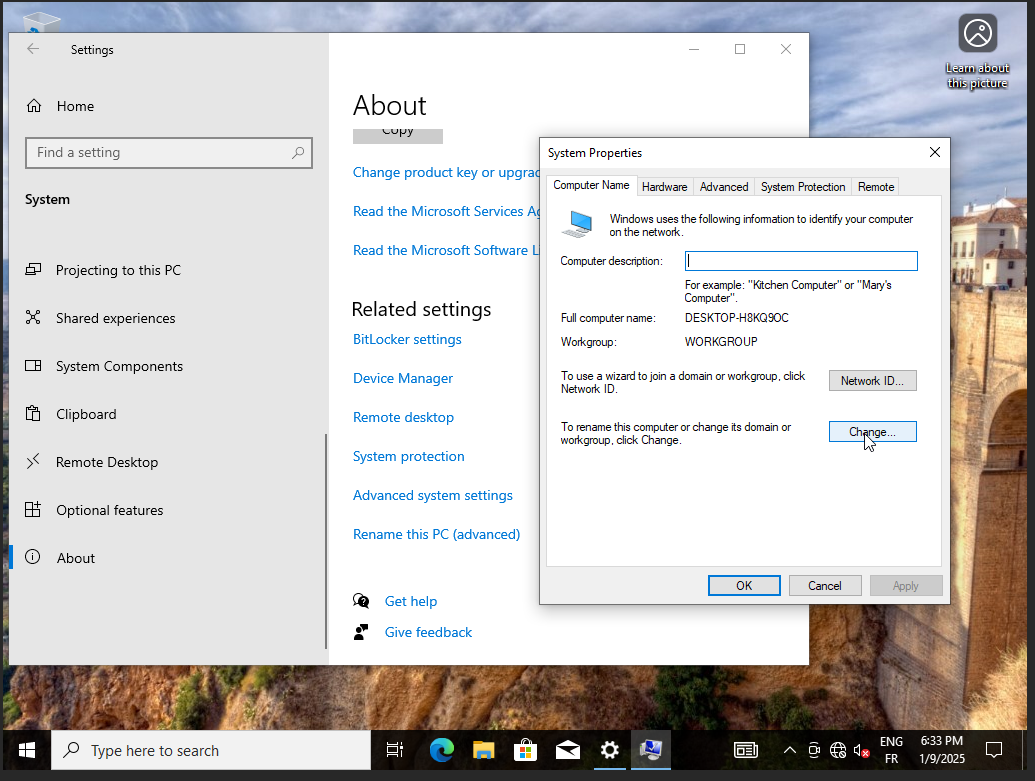 Learn about
this picture
Settings
Home
Find a setting
System
Projecting to this PC
Shared experiences
System Components
Clipboard
Remote Desktop
Optional features
About
About
Copy
Change product key or upgrad
Read the Microsoft Services Ag
Read the Microsoft Software L
Related settings
BitLocker settings
Device Manager
Remote desktop
System protection
Advanced system settings
Rename this PC (advanced)
Get help
Give feedback
System Properties
Computer Name
Hardware
Advanced
System Protection
Remote
Windows uses the following information to identify your computer
on the network.
Computer description:
For example: "Kitchen Computer" or "Mary's
Computer".
Full computer name: DESKTOP-H8KQ9OC
Workgroup: WORKGROUP
To use a wizard to join a domain or workgroup, click
Network ID.
Network ID...
To rename this computer or change its domain or
workgroup, click Change.
Change...
OK
Cancel
Apply
Type here to search
ENG
FR
6:33 PM
1/9/2025